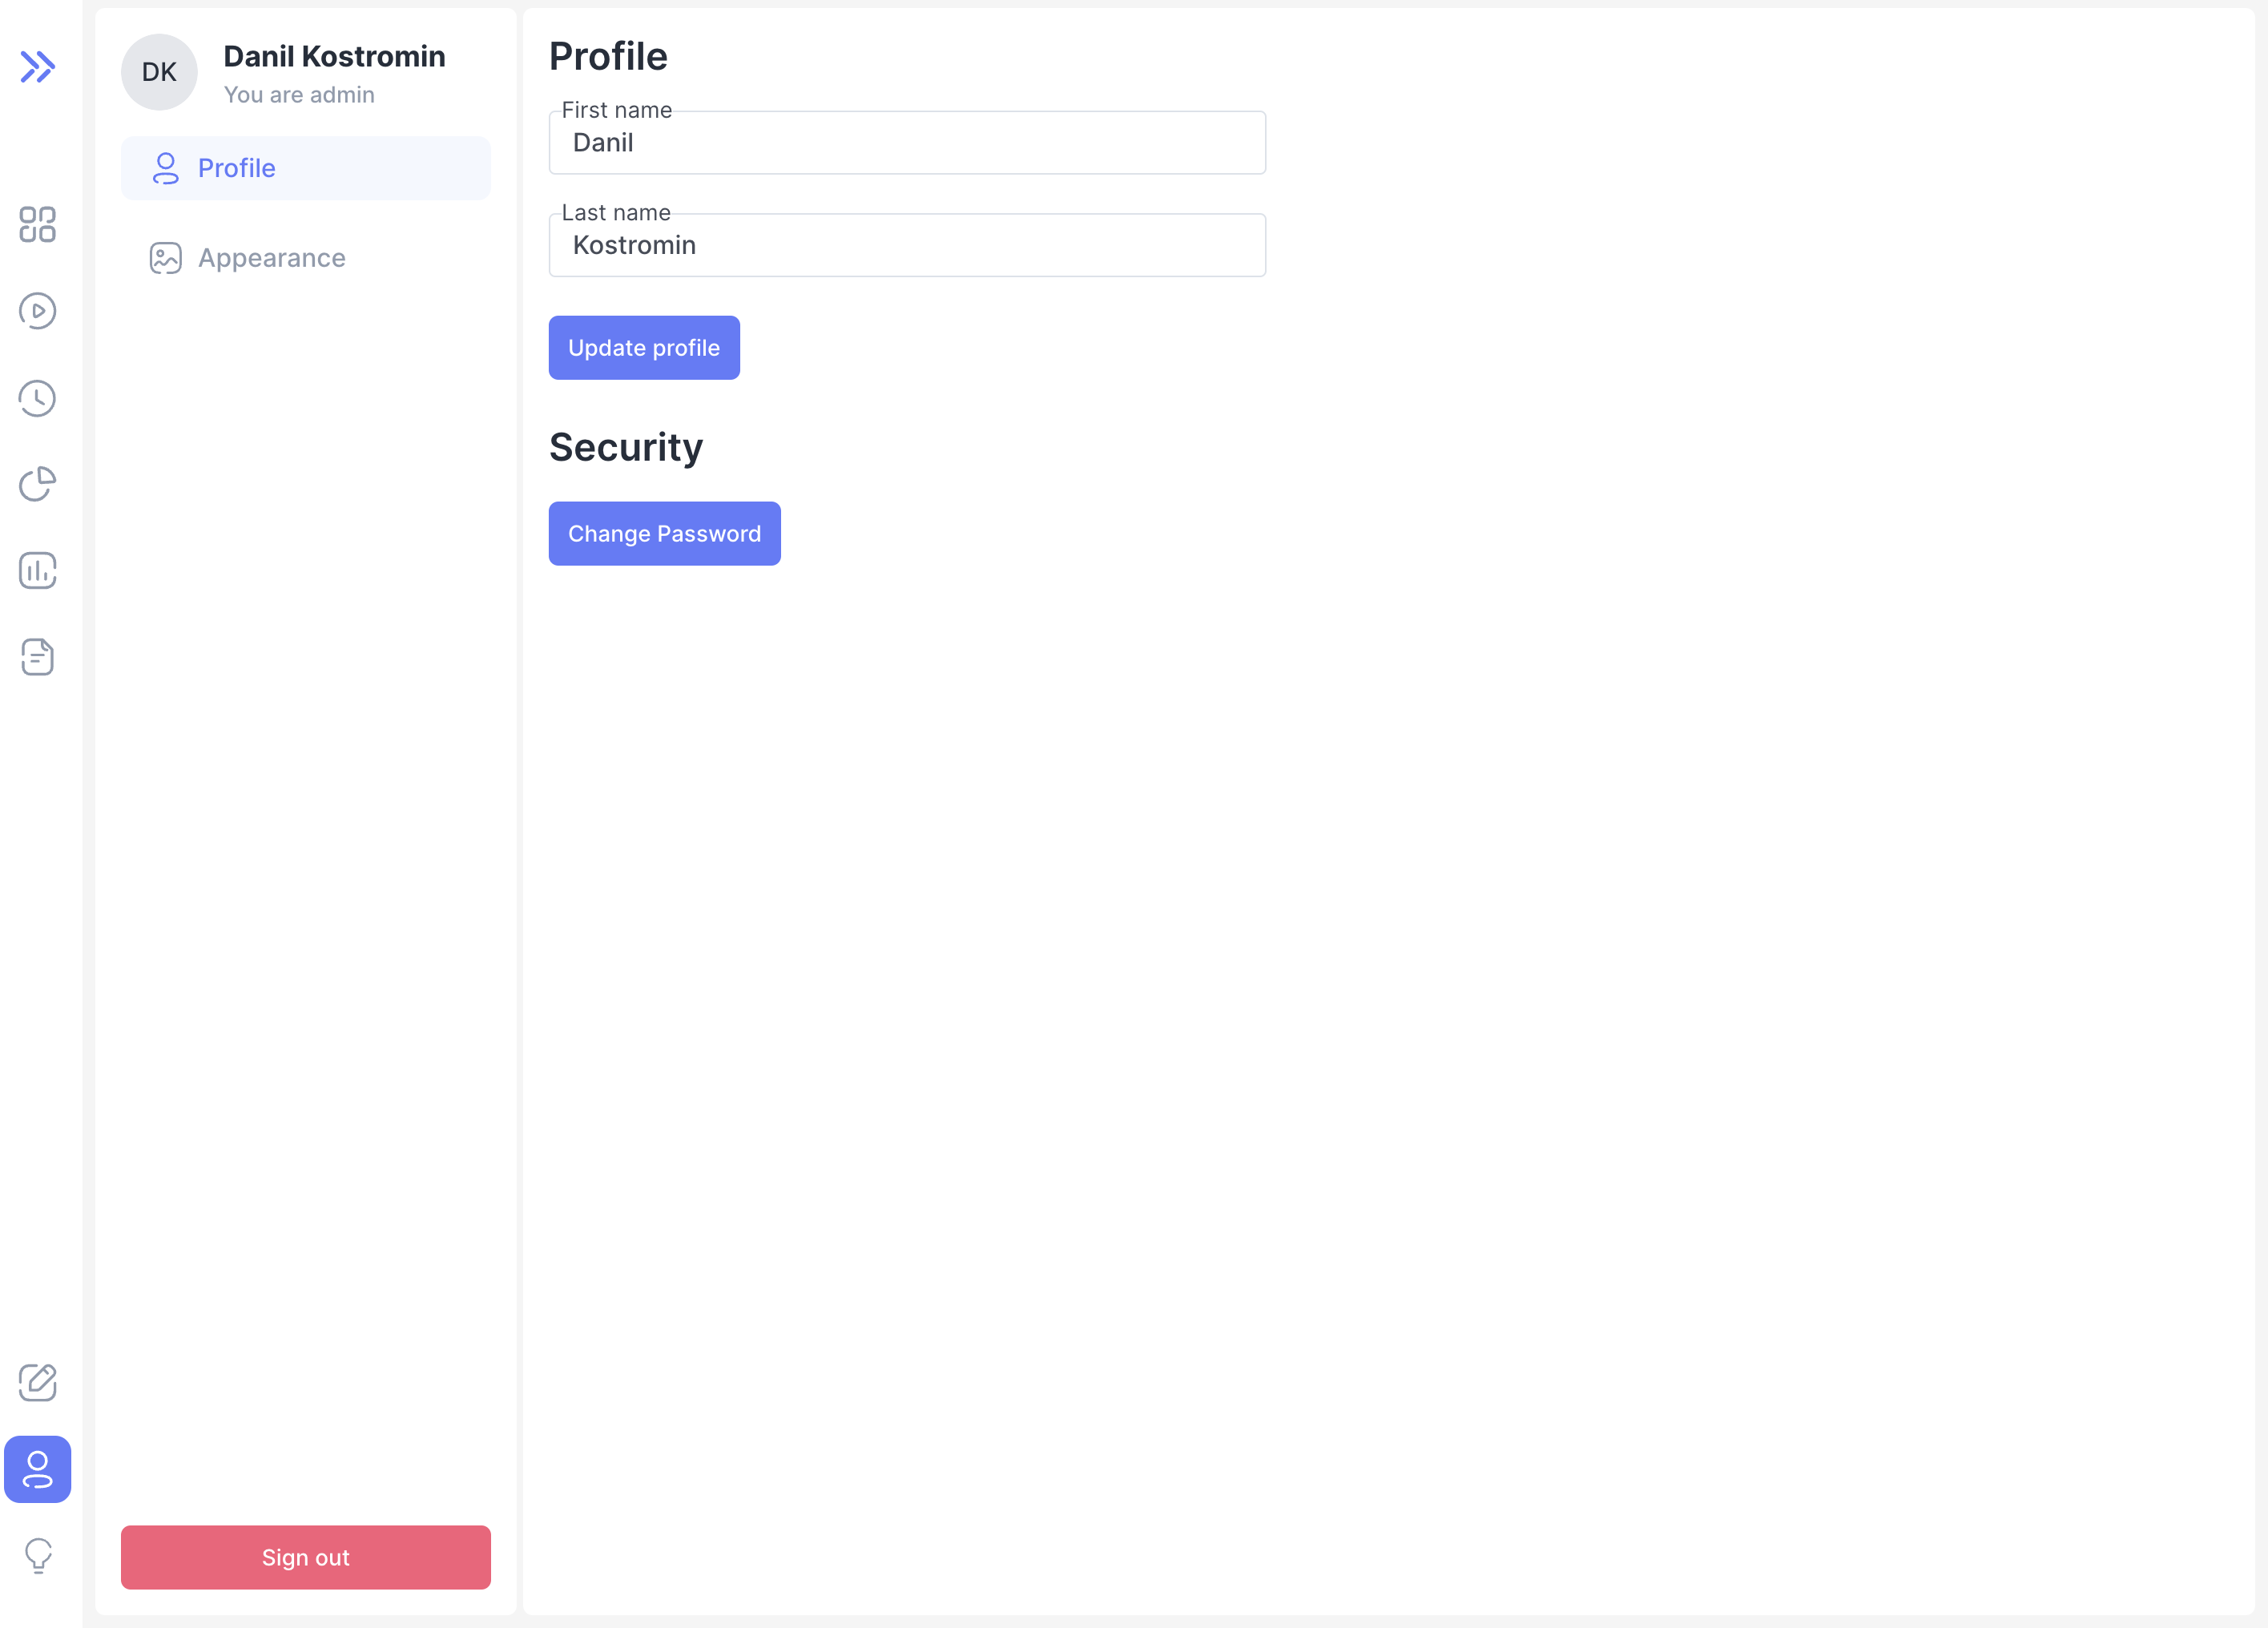 DK
Danil Kostromin
You are admin
Profile
Appearance
Sign out
Profile
First name
Danil
Last name
Kostromin
Update profile
Security
Change Password